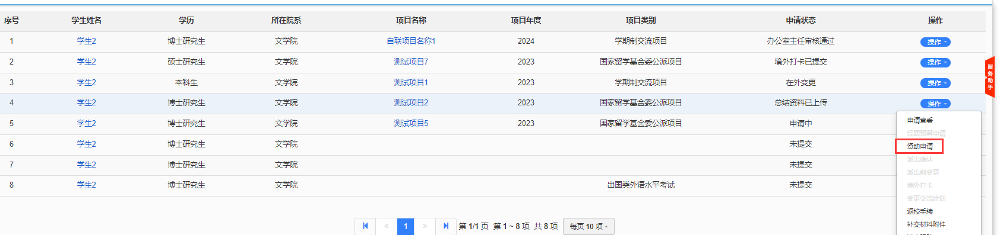 序号 学生姓名 学历 所在院系 项目名称 项目年度 项目类别 申请状态 操作
1 学生2 博士研究生 文学院 自联项目名称1 2024 学期制交流项目 办公室主任审核通过 操作
2 学生2 硕士研究生 文学院 测试项目7 2023 国家留学基金委公派项目 境外打卡已提交 操作
3 学生2 本科生 文学院 测试项目1 2023 学期制交流项目 在外变更 操作
4 学生2 博士研究生 文学院 测试项目2 2023 国家留学基金委公派项目 总结资料已上传 操作
5 学生2 博士研究生 文学院 测试项目5 2023 国家留学基金委公派项目 申请中
6 学生2 博士研究生 文学院 未提交
7 学生2 博士研究生 文学院 未提交
8 学生2 博士研究生 文学院 出国类外语水平考试 未提交
申请查看
经费预算申请
资助申请
派出确认
派出前变更
境外打卡
变更交流计划
返校手续
补交材料附件
服务助手
1 第 1/1 页 第 1 ~ 8 项 共 8 项 每页 10 项